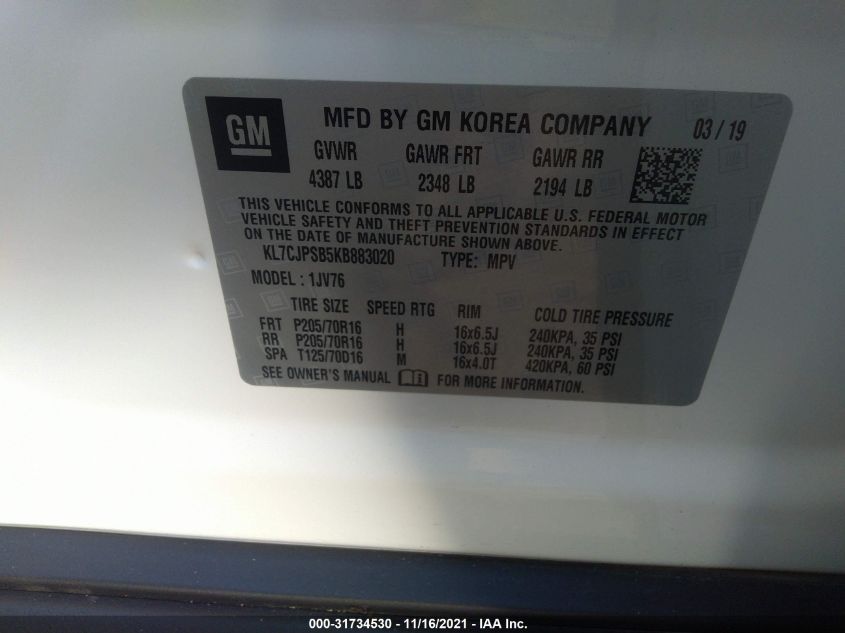 GM
MFD BY GM KOREA COMPANY 03 / 19
GVWR GAWR FRT GAWR RR
4387 LB 2348 LB 2194 LB
THIS VEHICLE CONFORMS TO ALL APPLICABLE U.S. FEDERAL MOTOR
VEHICLE SAFETY AND THEFT PREVENTION STANDARDS IN EFFECT
ON THE DATE OF MANUFACTURE SHOWN ABOVE.
KL7CJPSB5KB883020 TYPE: MPV
MODEL : 1JV76
TIRE SIZE SPEED RTG RIM COLD TIRE PRESSURE
FRT P205/70R16 H 16x6.5J 240KPA, 35 PSI
RR P205/70R16 H 16x6.5J 240KPA, 35 PSI
SPA T125/70D16 M 16x4.0T 420KPA, 60 PSI
SEE OWNER'S MANUAL FOR MORE INFORMATION.
000-31734530 - 11/16/2021 - IAA Inc.